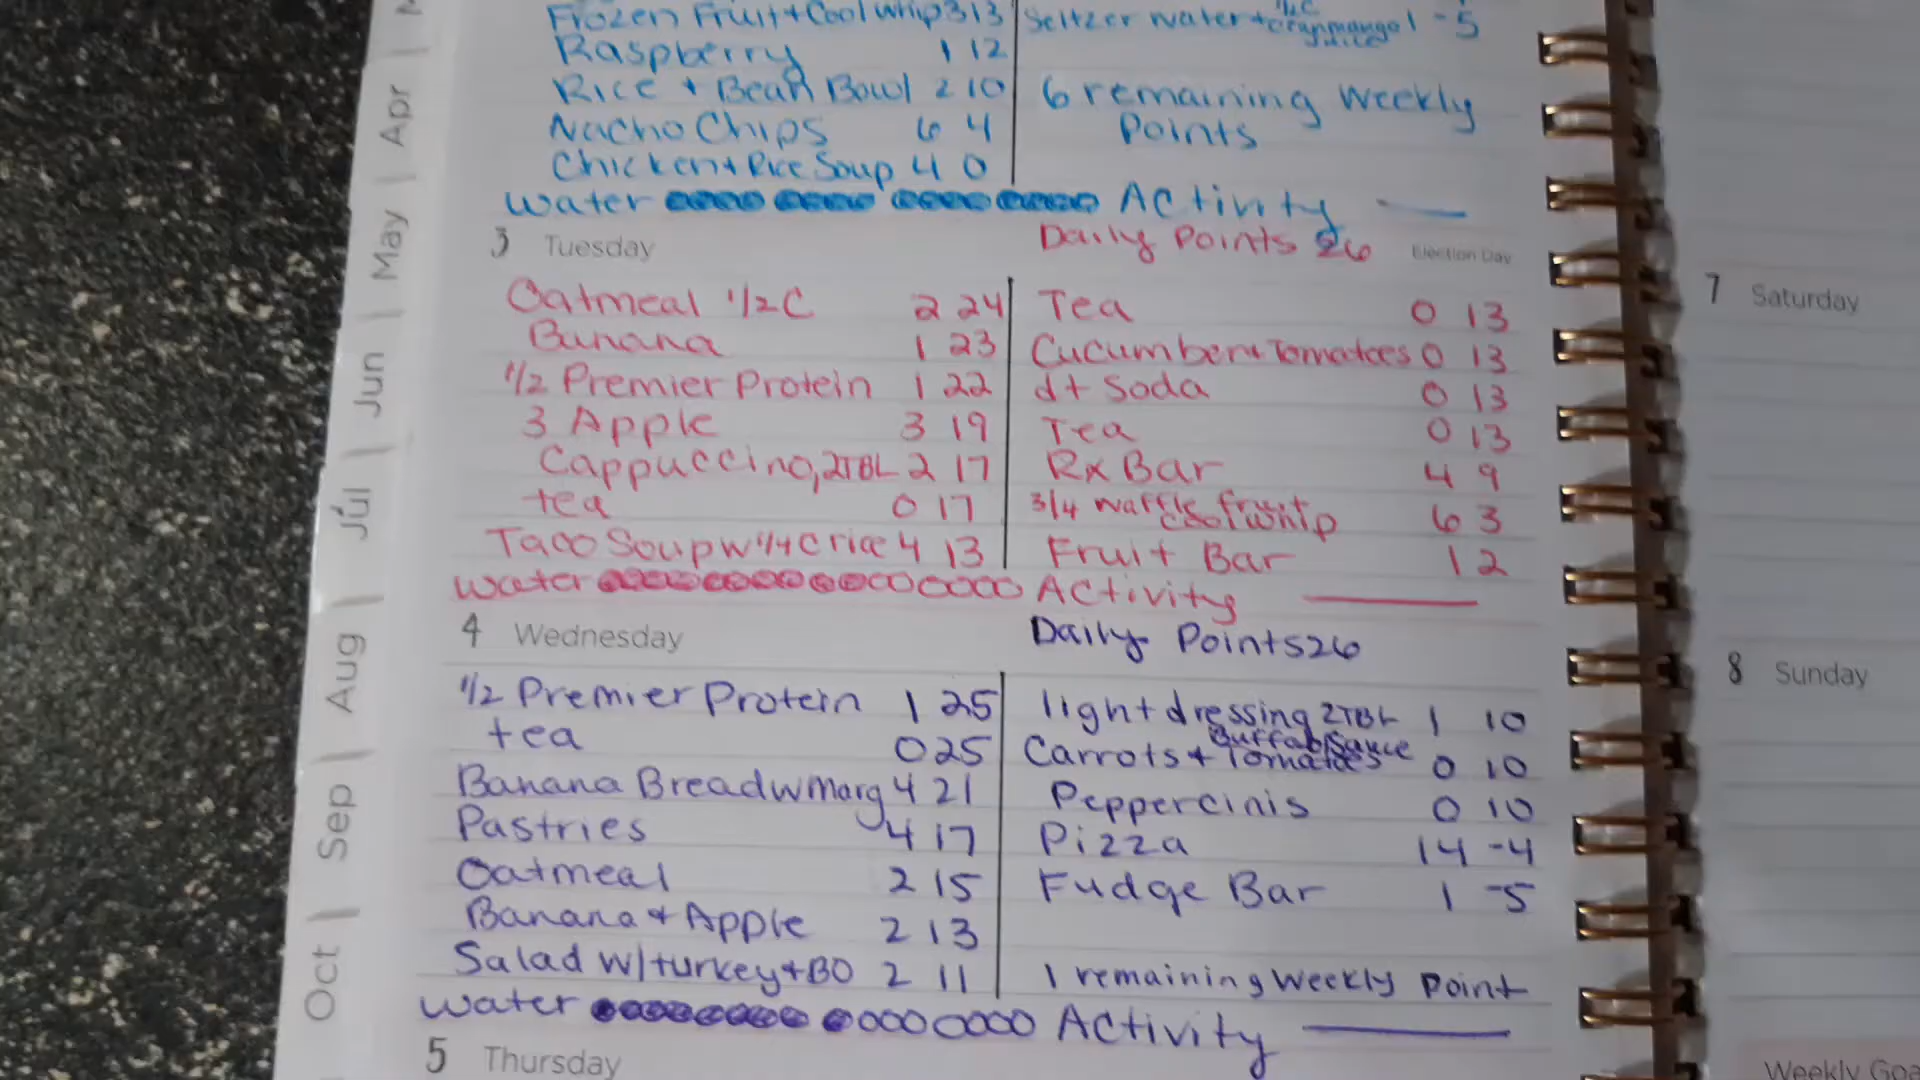 Frozen Fruit + Cool Whip 3 13
Raspberry 1 12
Rice + Bean Bowl 2 10
Nacho Chips 6 4
Chicken + Rice Soup 4 0
Seltzer water + 1/2 C cranmango juice 1 -5
6 remaining Weekly
Points
Water Activity —
3 Tuesday
Daily Points 26
Election Day
Oatmeal 1/2 C 2 24
Banana 1 23
1/2 Premier Protein 1 22
3 Apple 3 19
Cappuccino, 2TBL 2 17
tea 0 17
Taco Soup w 1/4 C rice 4 13
Tea 0 13
Cucumber + Tomatoes 0 13
dt Soda 0 13
Tea 0 13
Rx Bar 4 9
3/4 waffle fruit
coolwhip 6 3
Fruit Bar 1 2
Water Activity —
4 Wednesday
Daily Points 26
1/2 Premier Protein 1 25
tea 0 25
Banana Bread w marg 4 21
Pastries 4 17
Oatmeal 2 15
Banana + Apple 2 13
Salad w/turkey + BO 2 11
light dressing 2TBL 1 10
Buffalo Sauce
Carrots + Tomatoes 0 10
Peppercinis 0 10
Pizza 14 -4
Fudge Bar 1 -5
1 remaining Weekly Point
Water Activity —
5 Thursday
Apr
May
Jun
Jul
Aug
Sep
Oct
7 Saturday
8 Sunday
Weekly Goa